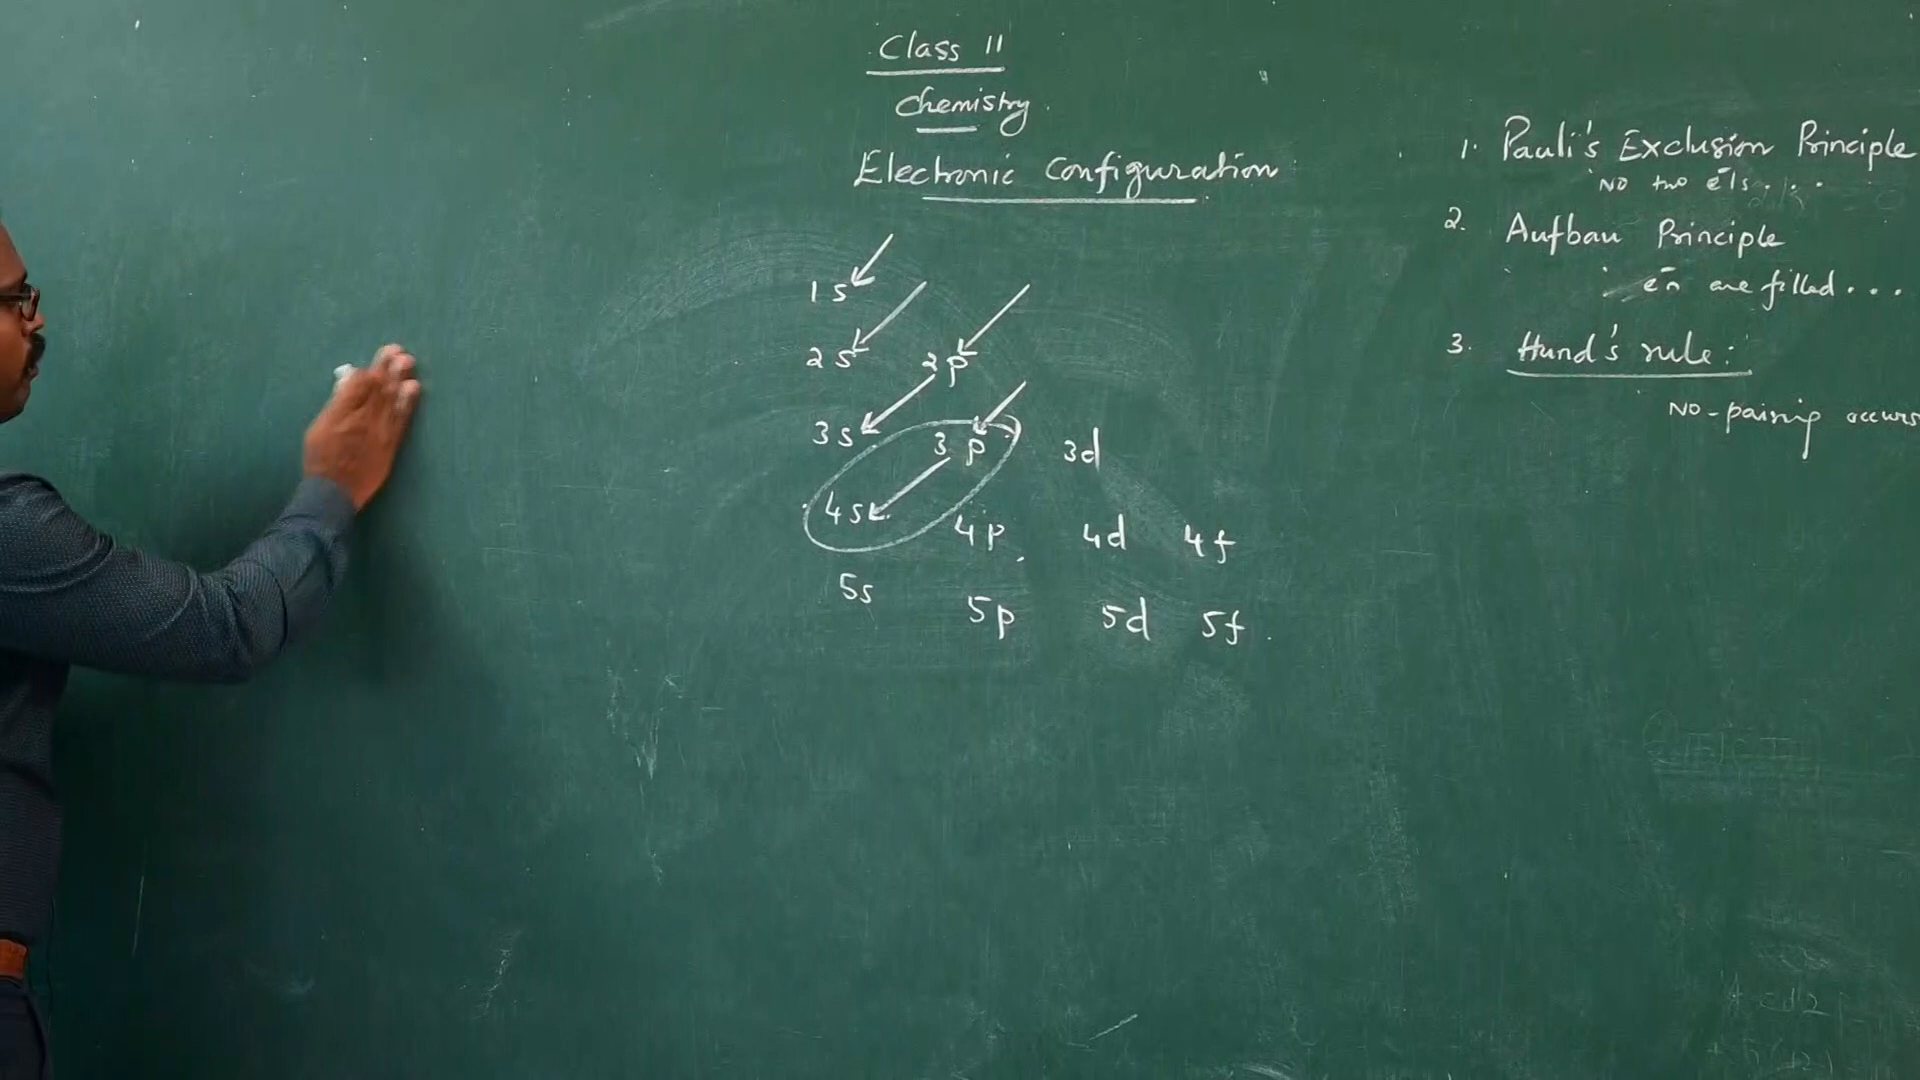 Class 11
Chemistry.
Electronic Configuration
1s
2s 2p
3s 3p 3d
4s 4p 4d 4f
5s 5p 5d 5f
1. Pauli's Exclusion Principle
No two
2. Aufbau Principle
are filled...
3. Hund's rule:
NO-pairing occurs